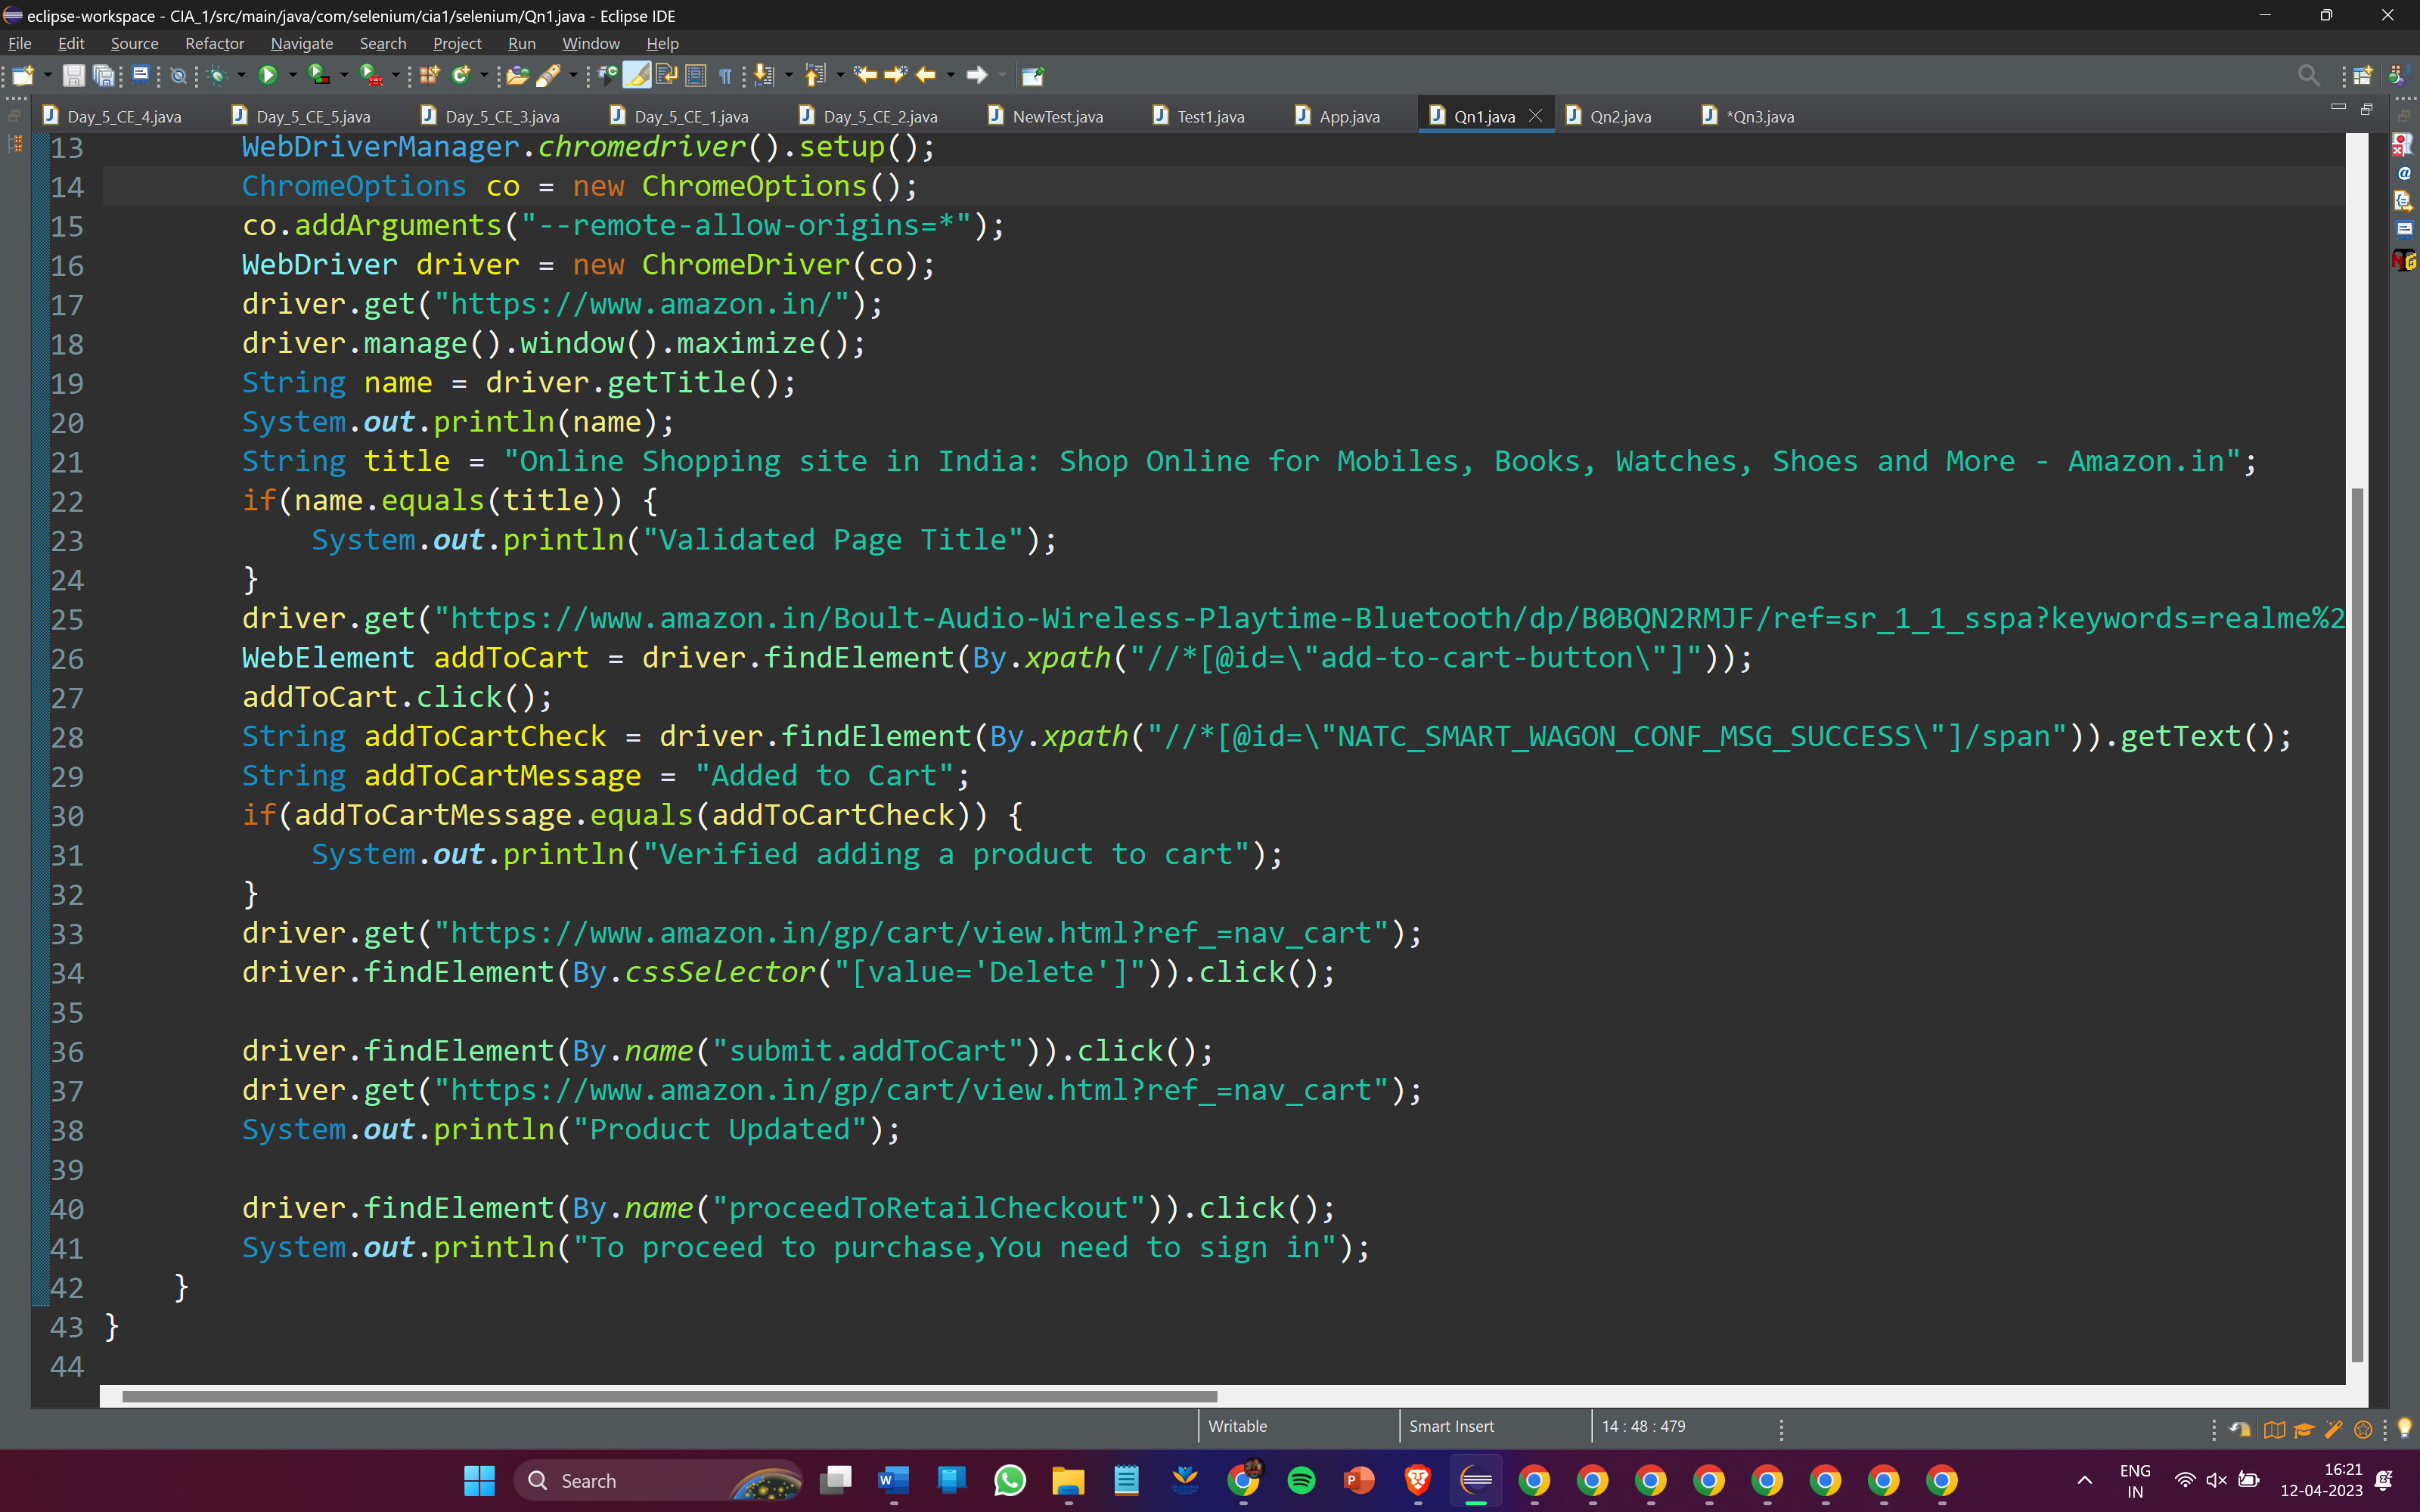 eclipse-workspace - CIA_1/src/main/java/com/selenium/cia1/selenium/Qn1.java - Eclipse IDE
File Edit Source Refactor Navigate Search Project Run Window Help
Day_5_CE_4.java Day_5_CE_5.java Day_5_CE_3.java Day_5_CE_1.java Day_5_CE_2.java NewTest.java Test1.java App.java Qn1.java Qn2.java *Qn3.java
13 WebDriverManager.chromedriver().setup();
14 ChromeOptions co = new ChromeOptions();
15 co.addArguments("--remote-allow-origins=*");
16 WebDriver driver = new ChromeDriver(co);
17 driver.get("https://www.amazon.in/");
18 driver.manage().window().maximize();
19 String name = driver.getTitle();
20 System.out.println(name);
21 String title = "Online Shopping site in India: Shop Online for Mobiles, Books, Watches, Shoes and More - Amazon.in";
22 if(name.equals(title)) {
23 System.out.println("Validated Page Title");
24 }
25 driver.get("https://www.amazon.in/Boult-Audio-Wireless-Playtime-Bluetooth/dp/B0BQN2RMJF/ref=sr_1_1_sspa?keywords=realme%2
26 WebElement addToCart = driver.findElement(By.xpath("//*[@id=\"add-to-cart-button\"]"));
27 addToCart.click();
28 String addToCartCheck = driver.findElement(By.xpath("//*[@id=\"NATC_SMART_WAGON_CONF_MSG_SUCCESS\"]/span")).getText();
29 String addToCartMessage = "Added to Cart";
30 if(addToCartMessage.equals(addToCartCheck)) {
31 System.out.println("Verified adding a product to cart");
32 }
33 driver.get("https://www.amazon.in/gp/cart/view.html?ref_=nav_cart");
34 driver.findElement(By.cssSelector("[value='Delete']")).click();
35
36 driver.findElement(By.name("submit.addToCart")).click();
37 driver.get("https://www.amazon.in/gp/cart/view.html?ref_=nav_cart");
38 System.out.println("Product Updated");
39
40 driver.findElement(By.name("proceedToRetailCheckout")).click();
41 System.out.println("To proceed to purchase,You need to sign in");
42 }
43 }
44
Writable Smart Insert 14 : 48 : 479
Search
ENG
IN
16:21
12-04-2023